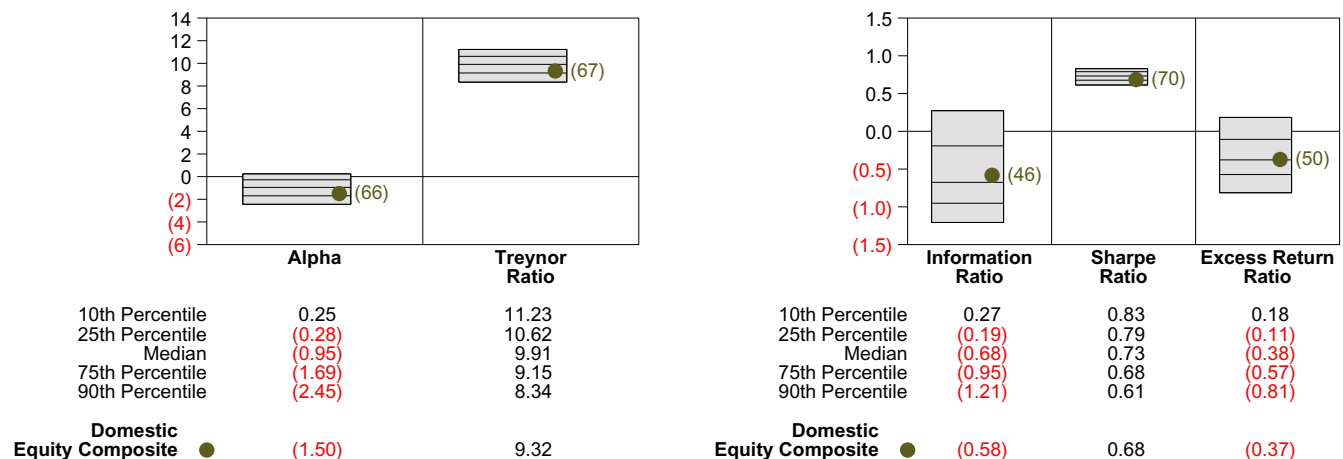 14
12
10
8
6
4
2
0
(2)
(4)
(6)
(66)
(67)
Alpha
Treynor
Ratio
10th Percentile 0.25 11.23
25th Percentile (0.28) 10.62
Median (0.95) 9.91
75th Percentile (1.69) 9.15
90th Percentile (2.45) 8.34
Domestic
Equity Composite (1.50) 9.32
1.5
1.0
0.5
0.0
(0.5)
(1.0)
(1.5)
(46)
(70)
(50)
Information
Ratio
Sharpe
Ratio
Excess Return
Ratio
10th Percentile 0.27 0.83 0.18
25th Percentile (0.19) 0.79 (0.11)
Median (0.68) 0.73 (0.38)
75th Percentile (0.95) 0.68 (0.57)
90th Percentile (1.21) 0.61 (0.81)
Domestic
Equity Composite (0.58) 0.68 (0.37)